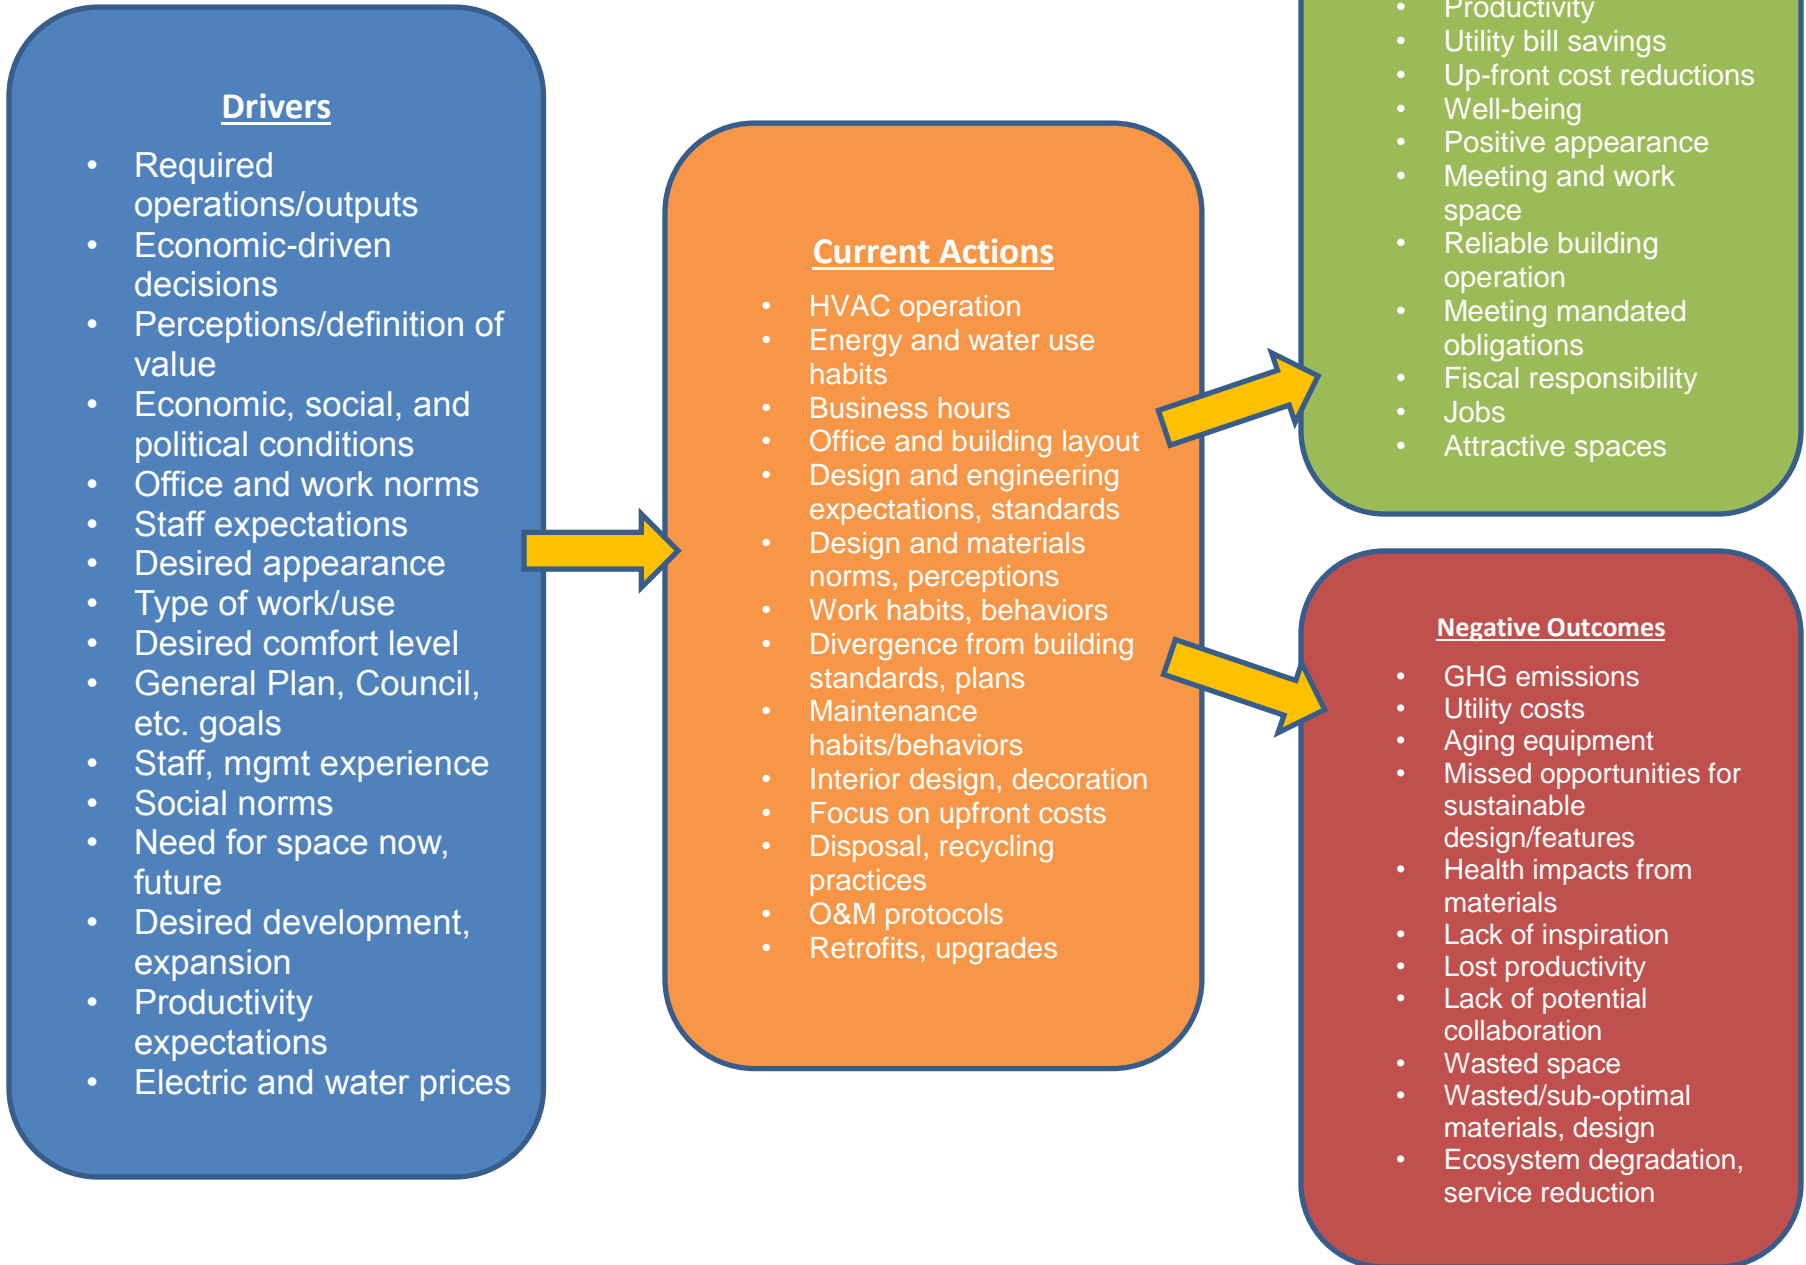 Drivers
• Required
operations/outputs
• Economic-driven
decisions
• Perceptions/definition of
value
• Economic, social, and
political conditions
• Office and work norms
• Staff expectations
• Desired appearance
• Type of work/use
• Desired comfort level
• General Plan, Council,
etc. goals
• Staff, mgmt experience
• Social norms
• Need for space now,
future
• Desired development,
expansion
• Productivity
expectations
• Electric and water prices
Current Actions
• HVAC operation
• Energy and water use
habits
• Business hours
• Office and building layout
• Design and engineering
expectations, standards
• Design and materials
norms, perceptions
• Work habits, behaviors
• Divergence from building
standards, plans
• Maintenance
habits/behaviors
• Interior design, decoration
• Focus on upfront costs
• Disposal, recycling
practices
• O&M protocols
• Retrofits, upgrades
• Productivity
• Utility bill savings
• Up-front cost reductions
• Well-being
• Positive appearance
• Meeting and work
space
• Reliable building
operation
• Meeting mandated
obligations
• Fiscal responsibility
• Jobs
• Attractive spaces
Negative Outcomes
• GHG emissions
• Utility costs
• Aging equipment
• Missed opportunities for
sustainable
design/features
• Health impacts from
materials
• Lack of inspiration
• Lost productivity
• Lack of potential
collaboration
• Wasted space
• Wasted/sub-optimal
materials, design
• Ecosystem degradation,
service reduction